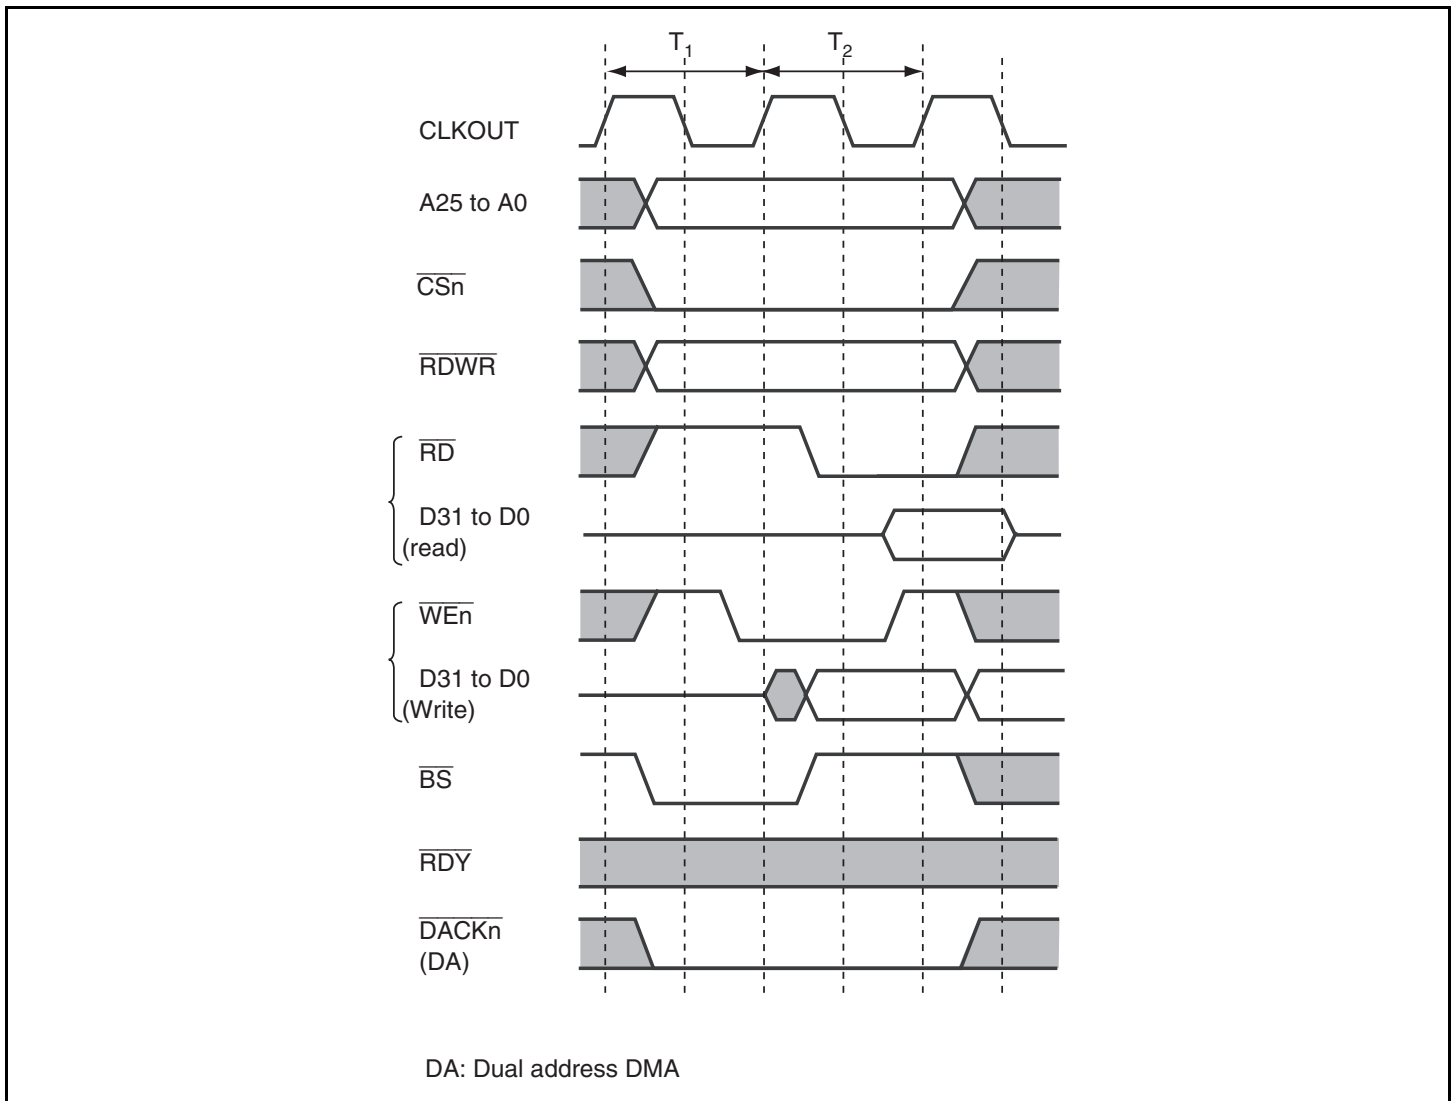 T1 T2
CLKOUT
A25 to A0
CSn
RDWR
RD
D31 to D0
(read)
WEn
D31 to D0
(Write)
BS
RDY
DACKn
(DA)
DA: Dual address DMA